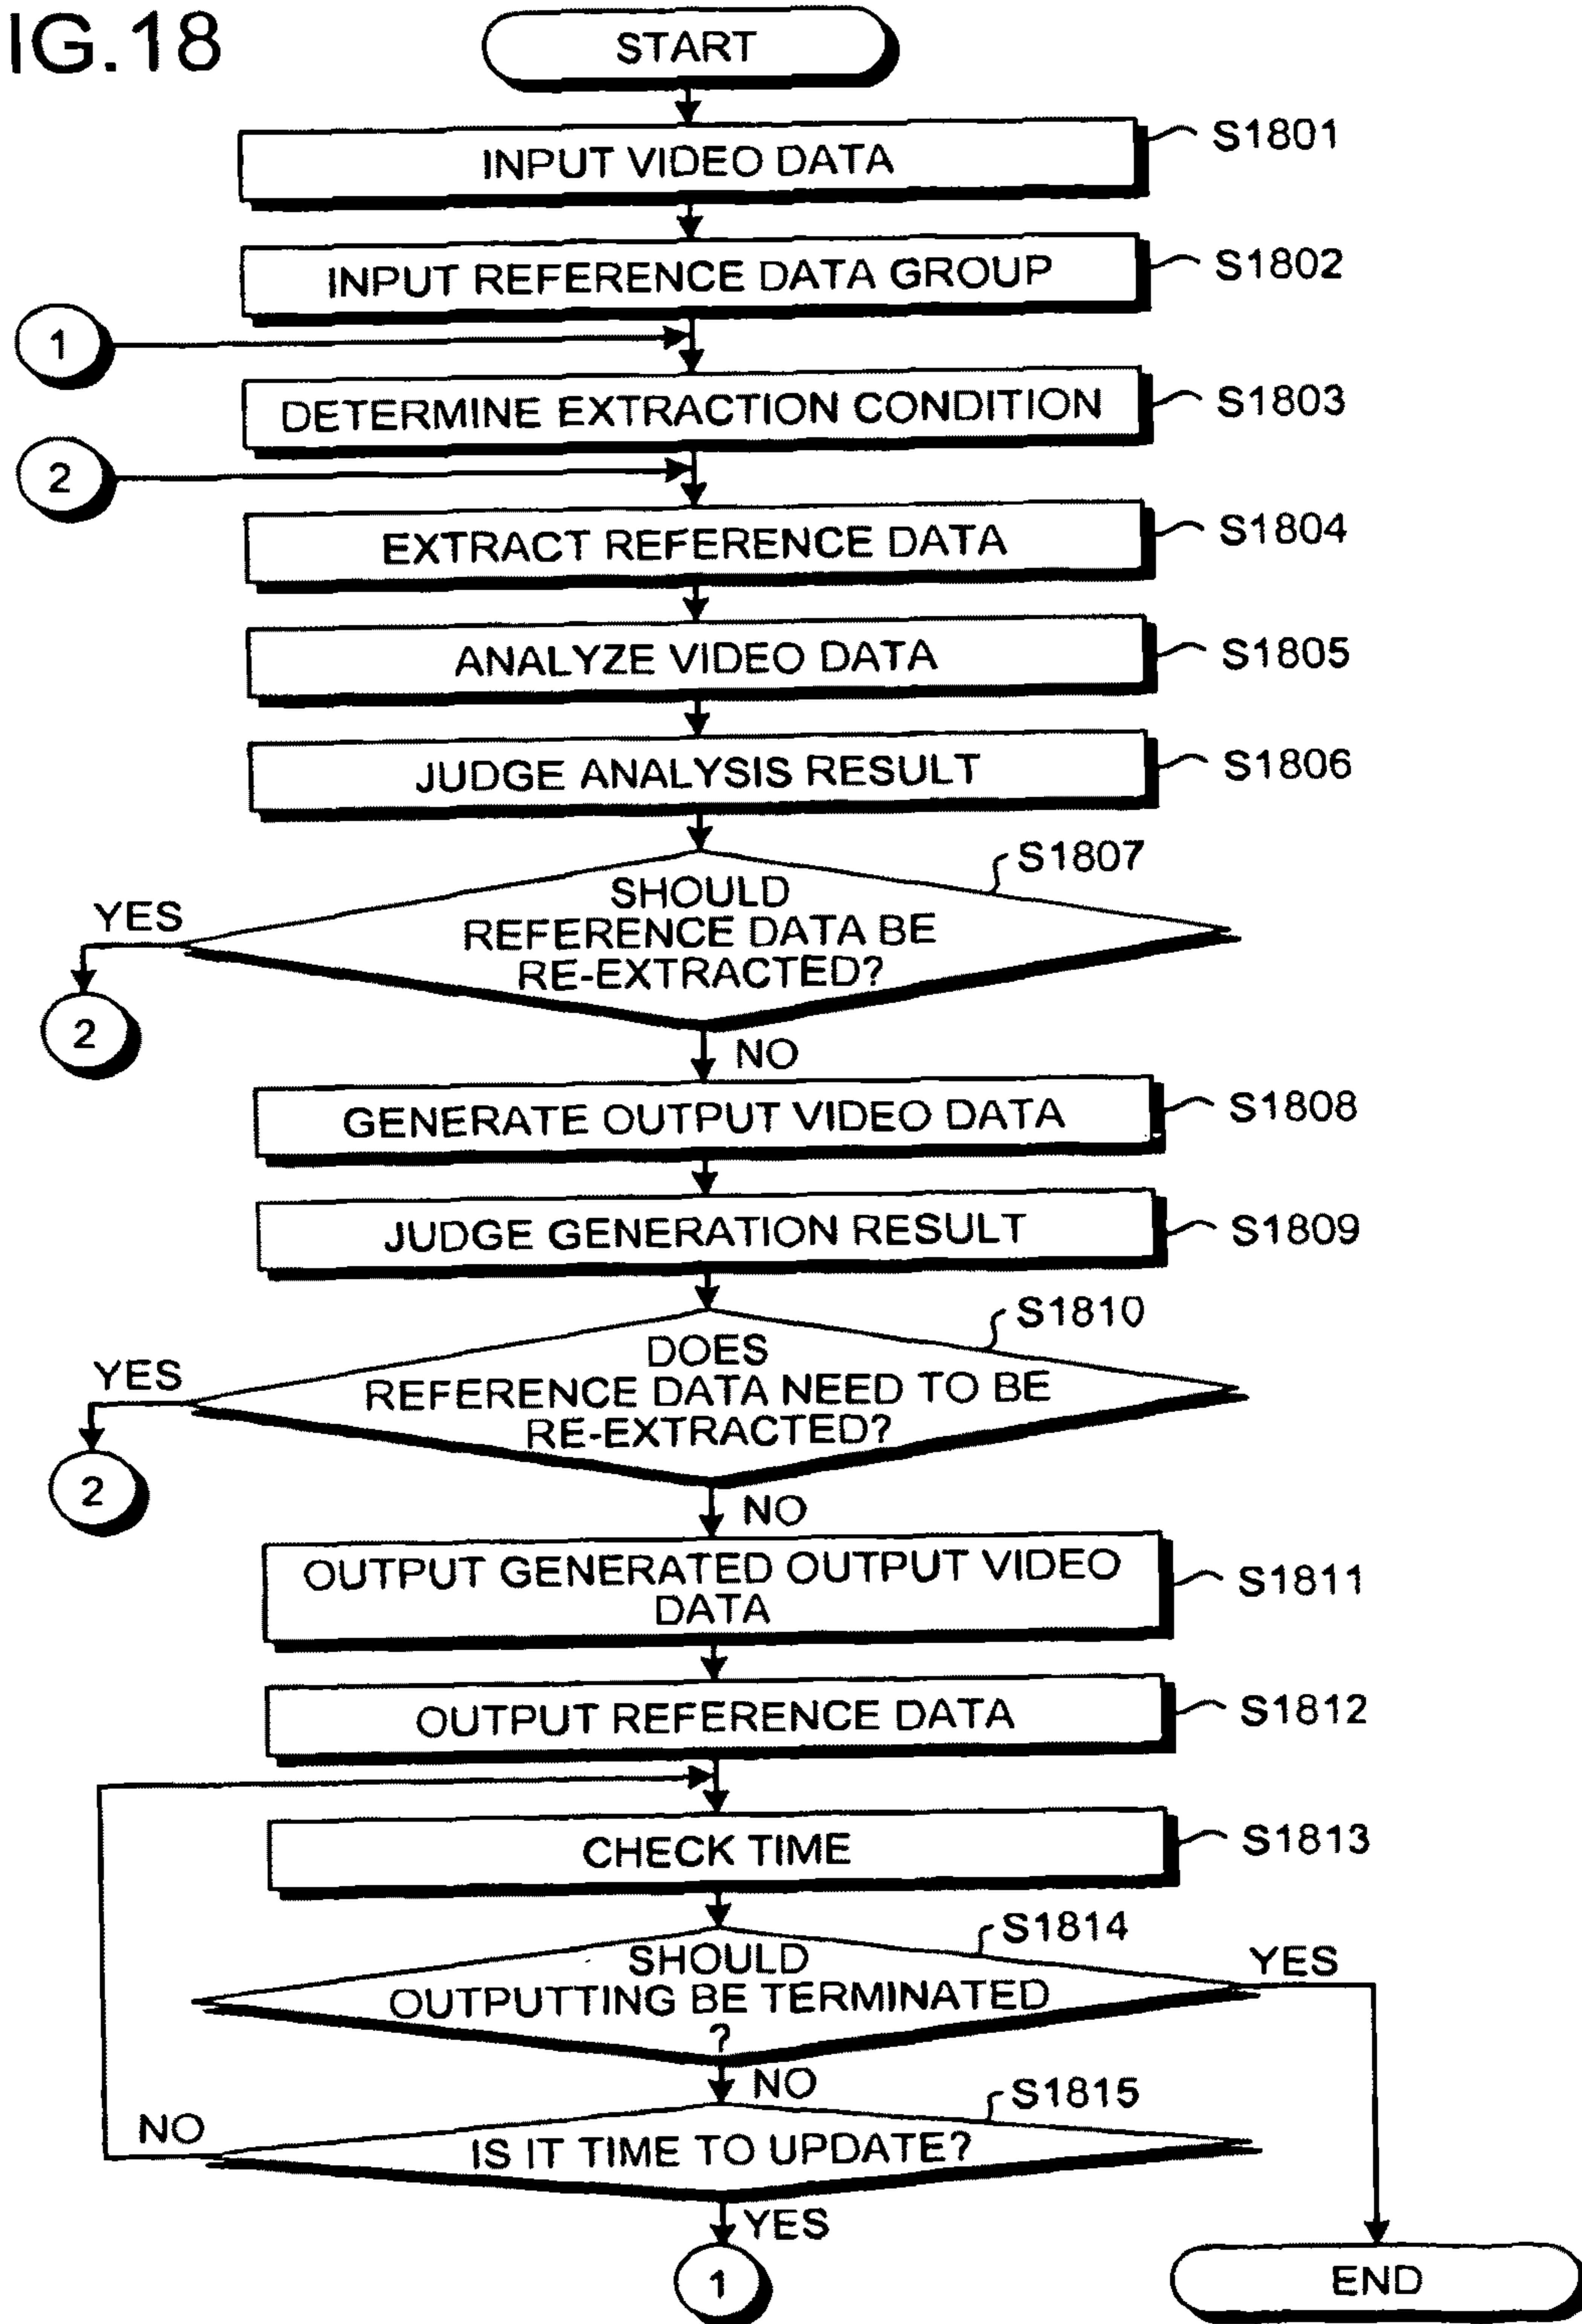 IG.18
START
INPUT VIDEO DATA
S1801
INPUT REFERENCE DATA GROUP
S1802
1
DETERMINE EXTRACTION CONDITION
S1803
2
EXTRACT REFERENCE DATA
S1804
ANALYZE VIDEO DATA
S1805
JUDGE ANALYSIS RESULT
S1806
S1807
SHOULD
REFERENCE DATA BE
RE-EXTRACTED?
YES
2
NO
GENERATE OUTPUT VIDEO DATA
S1808
JUDGE GENERATION RESULT
S1809
S1810
DOES
REFERENCE DATA NEED TO BE
RE-EXTRACTED?
YES
2
NO
OUTPUT GENERATED OUTPUT VIDEO
DATA
S1811
OUTPUT REFERENCE DATA
S1812
CHECK TIME
S1813
S1814
SHOULD
OUTPUTTING BE TERMINATED
?
YES
NO
S1815
IS IT TIME TO UPDATE?
NO
YES
1
END